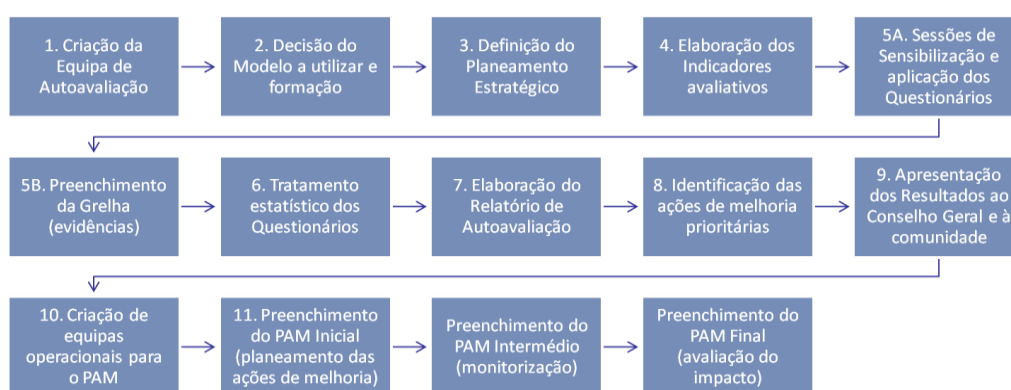 1. Criação da
Equipa de
Autoavaliação
2. Decisão do
Modelo a utilizar e
formação
3. Definição do
Planeamento
Estratégico
4. Elaboração dos
Indicadores
avaliativos
5A. Sessões de
Sensibilização e
aplicação dos
Questionários
5B. Preenchimento
da Grelha
(evidências)
6. Tratamento
estatístico dos
Questionários
7. Elaboração do
Relatório de
Autoavaliação
8. Identificação das
ações de melhoria
prioritárias
9. Apresentação
dos Resultados ao
Conselho Geral e à
comunidade
10. Criação de
equipas
operacionais para
o PAM
11. Preenchimento
do PAM Inicial
(planeamento das
ações de melhoria)
Preenchimento do
PAM Intermédio
(monitorização)
Preenchimento do
PAM Final
(avaliação do
impacto)